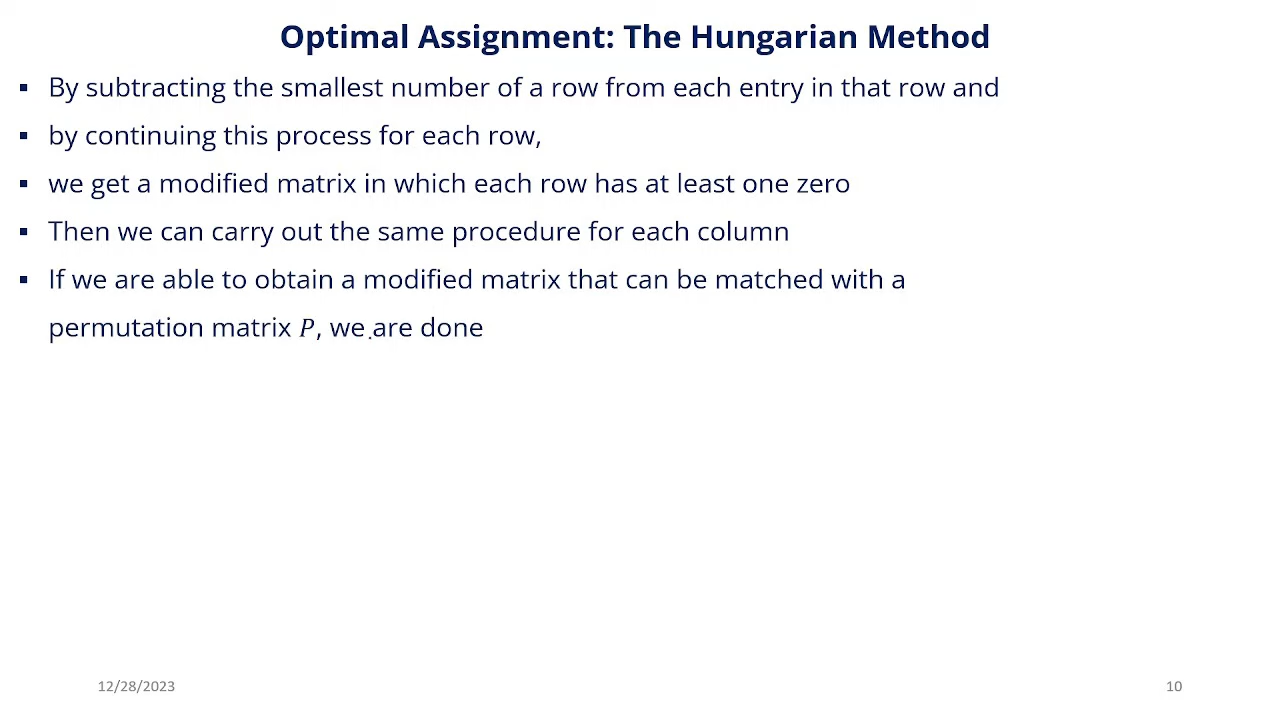 Optimal Assignment: The Hungarian Method
▪ By subtracting the smallest number of a row from each entry in that row and
▪ by continuing this process for each row,
▪ we get a modified matrix in which each row has at least one zero
▪ Then we can carry out the same procedure for each column
▪ If we are able to obtain a modified matrix that can be matched with a
permutation matrix P, we are done
12/28/2023
10